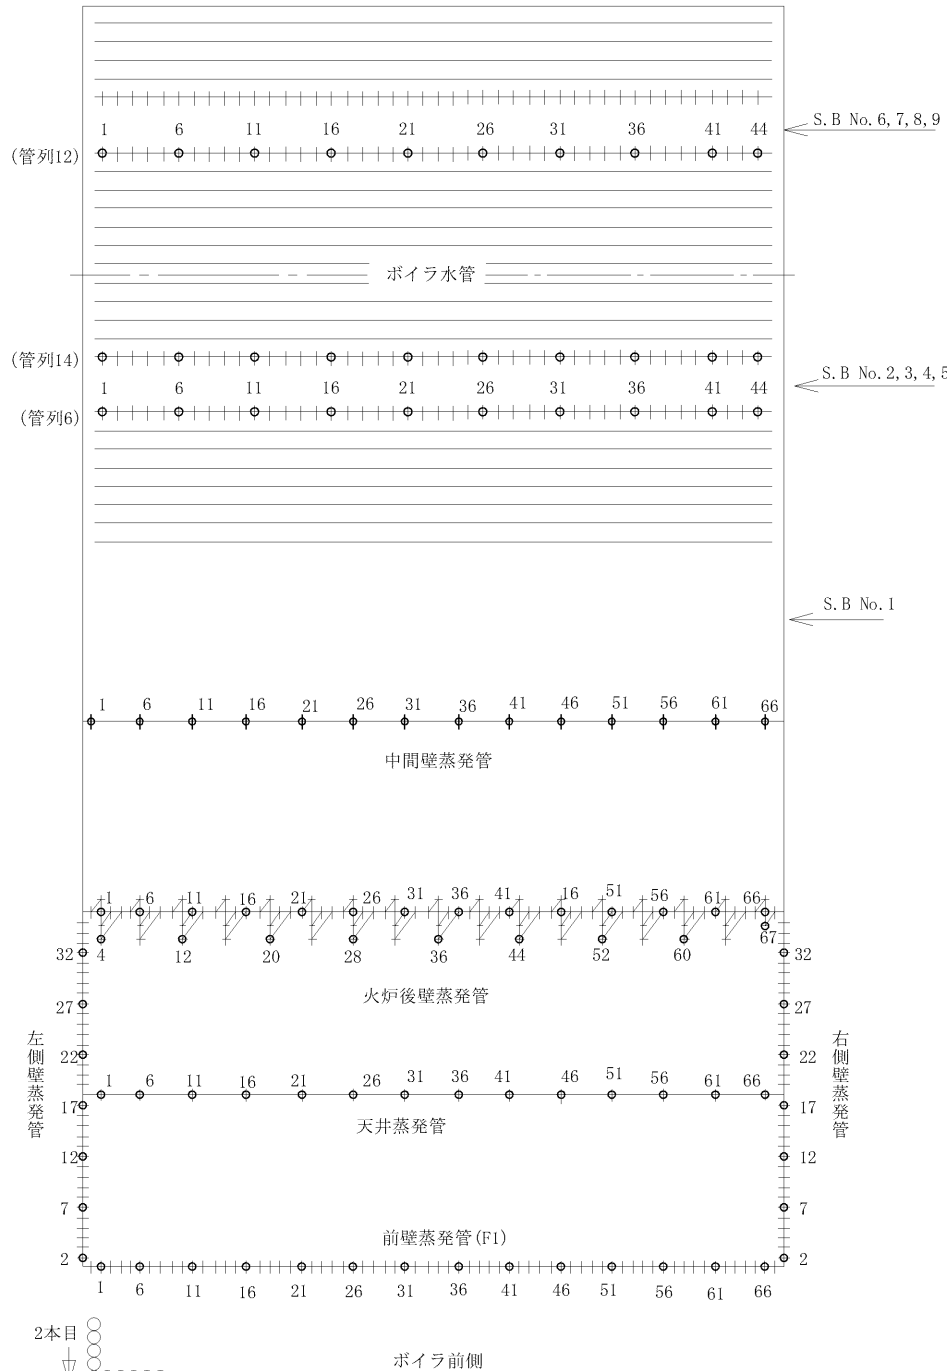 S.B No.6,7,8,9
1 6 11 16 21 26 31 36 41 44
(管列12)
ボイラ水管
(管列14)
S.B No.2,3,4,5
1 6 11 16 21 26 31 36 41 44
(管列6)
S.B No.1
1 6 11 16 21 26 31 36 41 46 51 56 61 66
中間壁蒸発管
1 6 11 16 21 26 31 36 41 16 51 56 61 66
67
4 12 20 28 36 44 52 60
32 32
火炉後壁蒸発管
27 27
左側壁蒸発管
右側壁蒸発管
22 22
1 6 11 16 21 26 31 36 41 46 51 56 61 66
17 17
天井蒸発管
12 12
7 7
前壁蒸発管(F1)
2 2
1 6 11 16 21 26 31 36 41 46 51 56 61 66
2本目
ボイラ前側